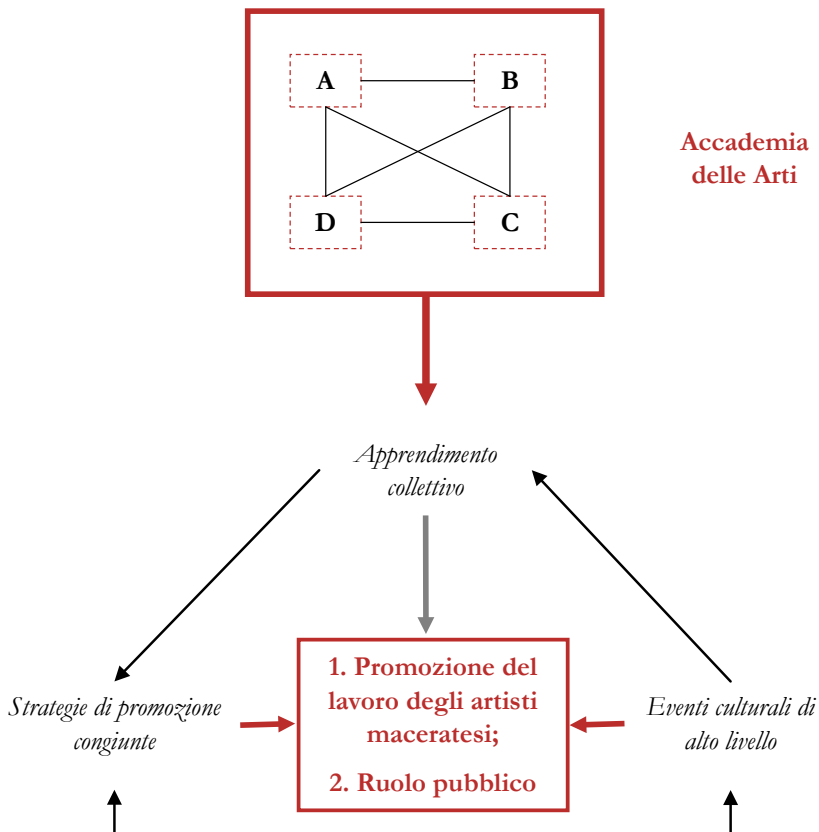 A
B
Accademia
delle Arti
D
C
Apprendimento
collettivo
1. Promozione del
lavoro degli artisti
maceratesi;
2. Ruolo pubblico
Strategie di promozione
congiunte
Eventi culturali di
alto livello